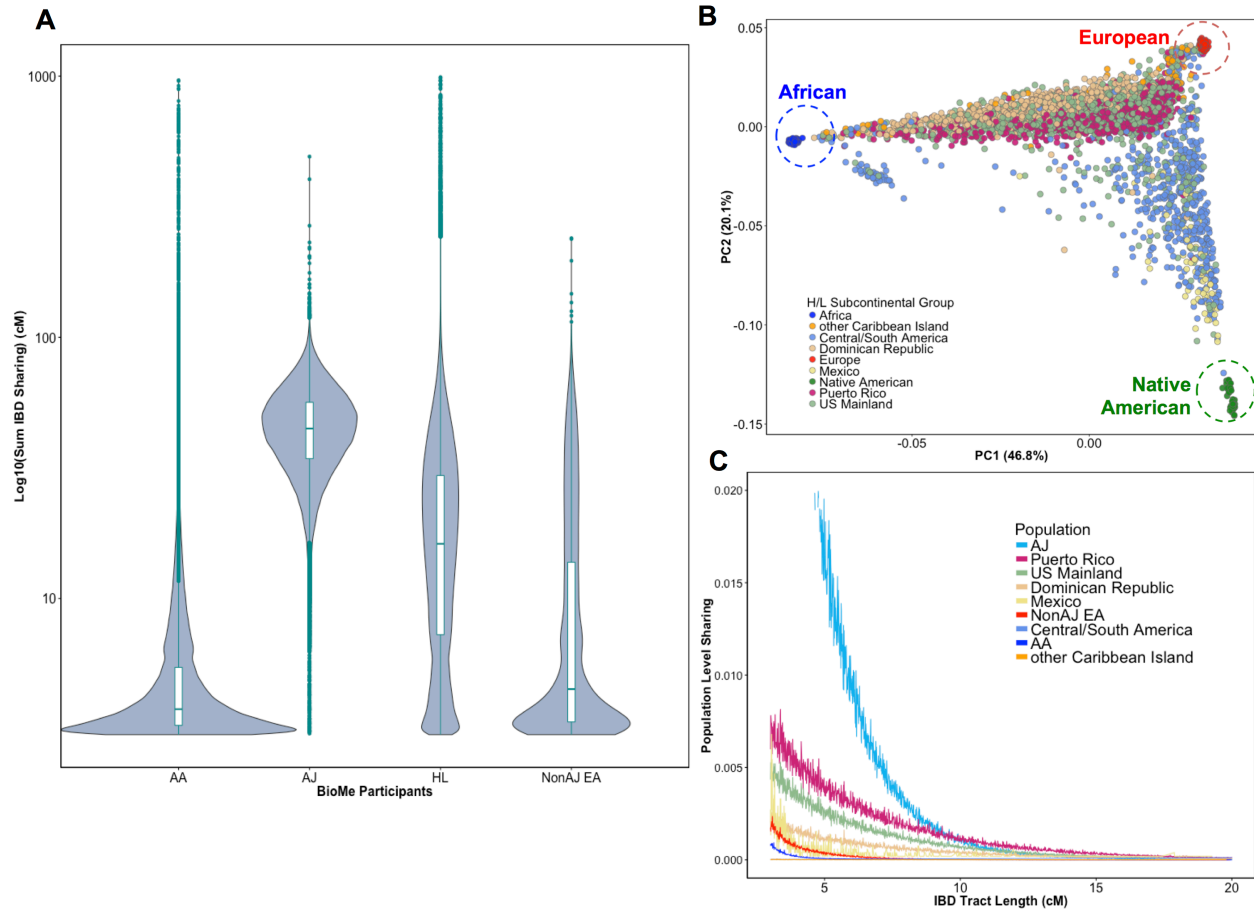 A
Log10(Sum IBD Sharing) (cM)
1000
100
10
AA
AJ
HL
NonAJ EA
BioMe Participants
B
PC2 (20.1%)
0.05
0.00
-0.05
-0.10
-0.15
European
African
Native
American
H/L Subcontinental Group
Africa
other Caribbean Island
Central/South America
Dominican Republic
Europe
Mexico
Native American
Puerto Rico
US Mainland
-0.05
0.00
PC1 (46.8%)
C
Population Level Sharing
0.020
0.015
0.010
0.005
0.000
Population
AJ
Puerto Rico
US Mainland
Dominican Republic
Mexico
NonAJ EA
Central/South America
AA
other Caribbean Island
5
10
15
20
IBD Tract Length (cM)